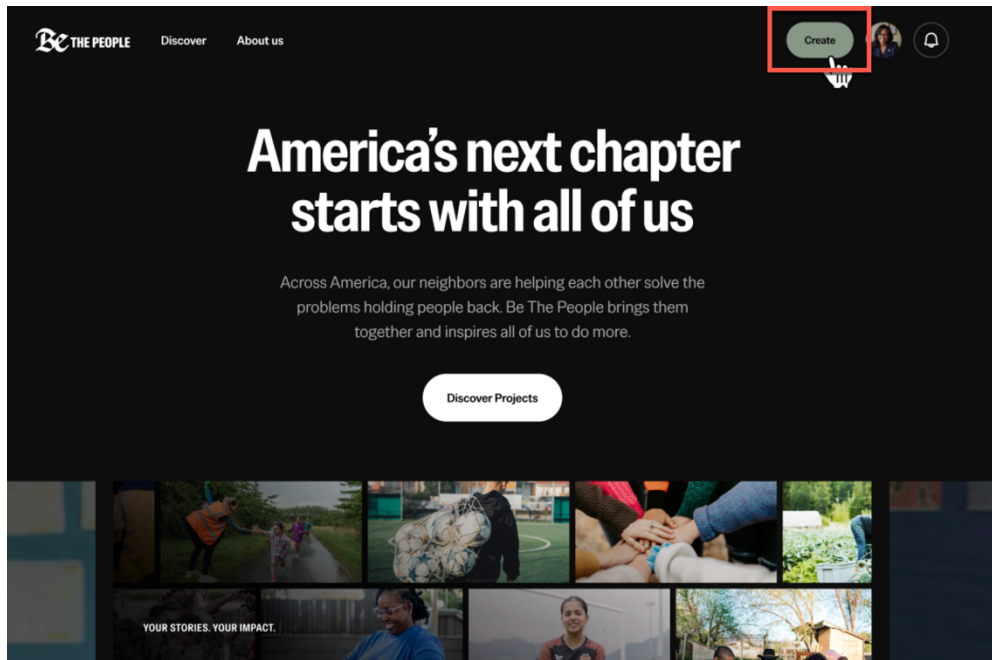 Be THE PEOPLE
Discover
About us
Create
America's next chapter
starts with all of us
Across America, our neighbors are helping each other solve the
problems holding people back. Be The People brings them
together and inspires all of us to do more.
Discover Projects
YOUR STORIES. YOUR IMPACT.